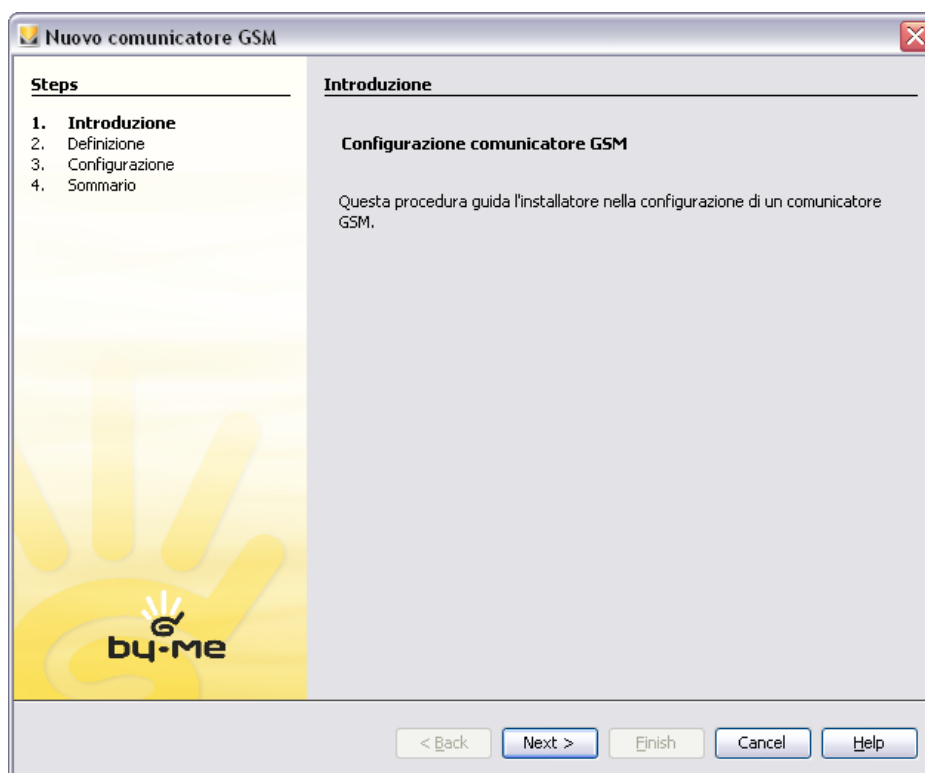 Nuovo comunicatore GSM
Steps
1. Introduzione
2. Definizione
3. Configurazione
4. Sommario
Introduzione
Configurazione comunicatore GSM
Questa procedura guida l'installatore nella configurazione di un comunicatore
GSM.
by-me
< Back
Next >
Finish
Cancel
Help